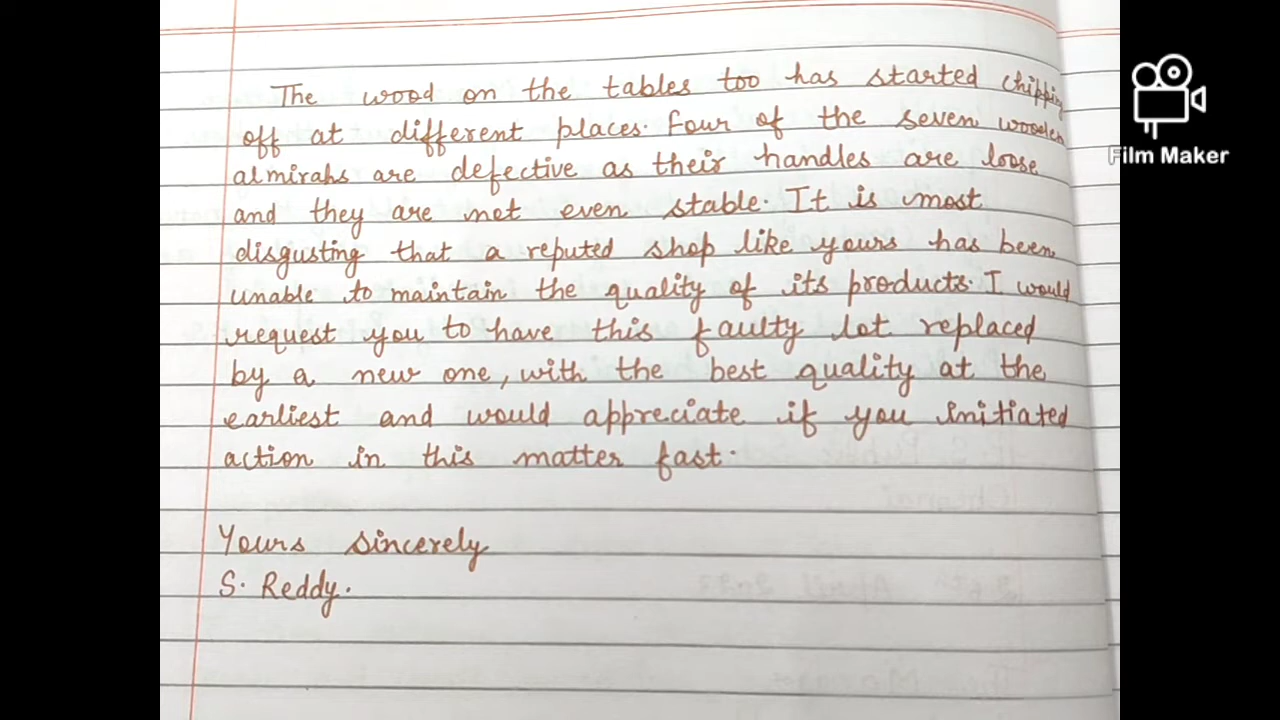 The wood on the tables too has started chipping
off at different places. Four of the seven wooden
almirahs are defective as their handles are loose
and they are not even stable. It is most
disgusting that a reputed shop like yours has been
unable to maintain the quality of its products. I would
request you to have this faulty lot replaced
by a new one, with the best quality at the
earliest and would appreciate if you initiated
action in this matter fast.
Yours sincerely
S. Reddy.
Film Maker